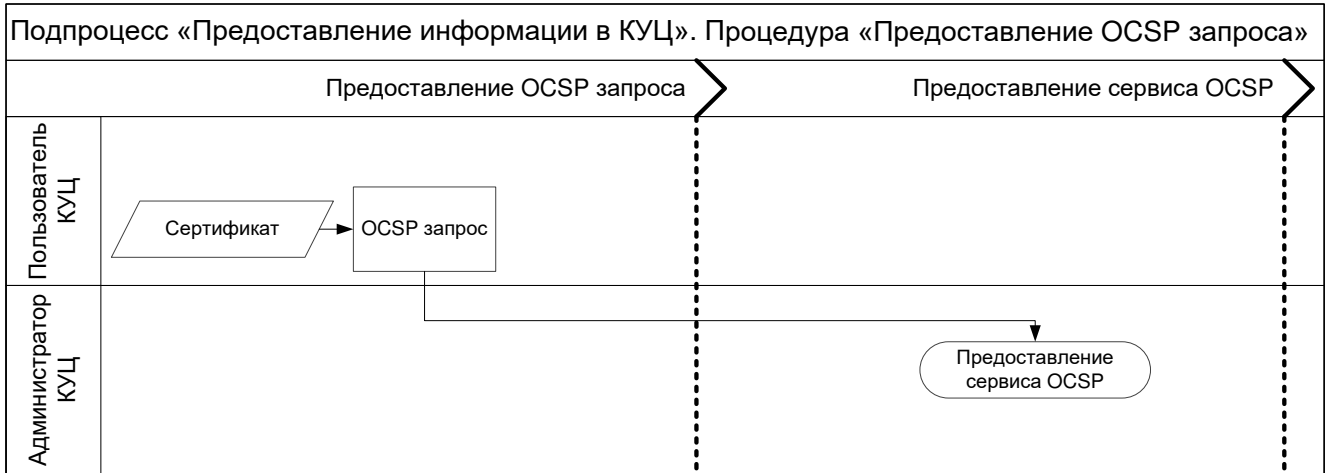 Подпроцесс «Предоставление информации в КУЦ». Процедура «Предоставление OCSP запроса»
Предоставление OCSP запроса
Предоставление сервиса OCSP
Пользователь
КУЦ
Сертификат
OCSP запрос
Администратор
КУЦ
Предоставление
сервиса OCSP